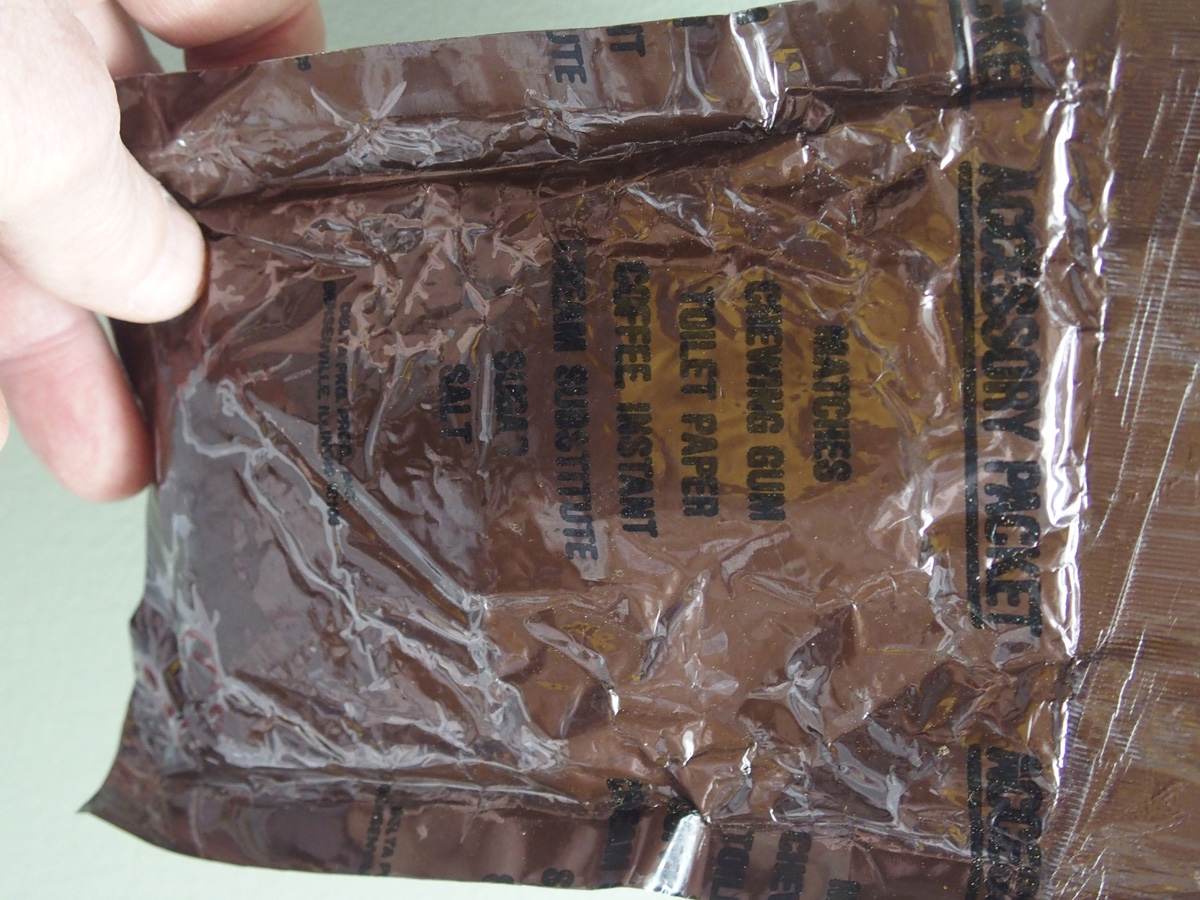 ACCESSORY PACKET
MATCHES
CHEWING GUM
TOILET PAPER
COFFEE, INSTANT
CREAM SUBSTITUTE
SUGAR
SALT